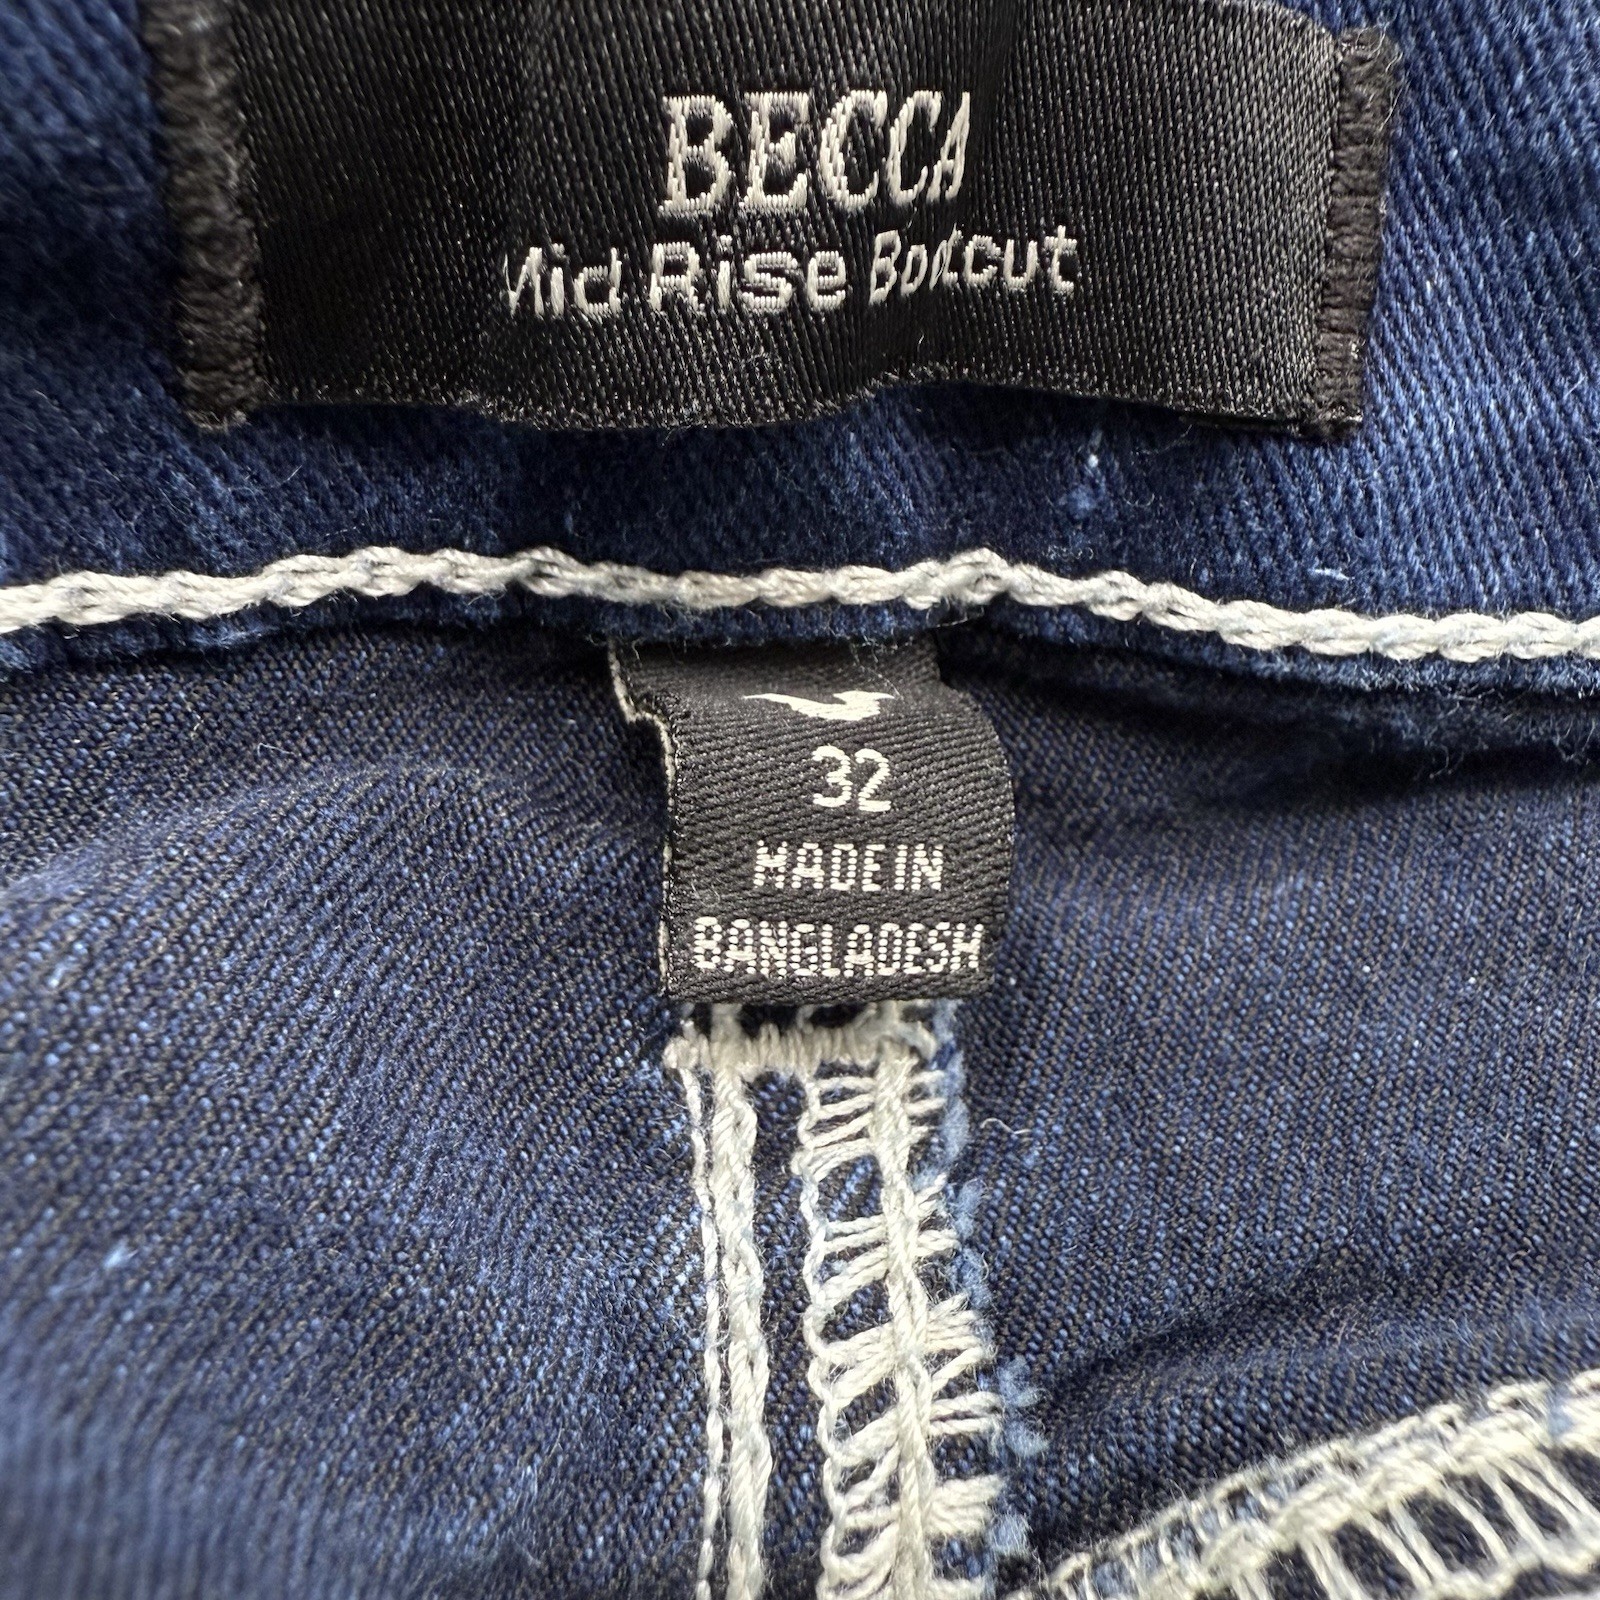 BECCA
Mid Rise Bootcut
32
MADE IN
BANGLADESH